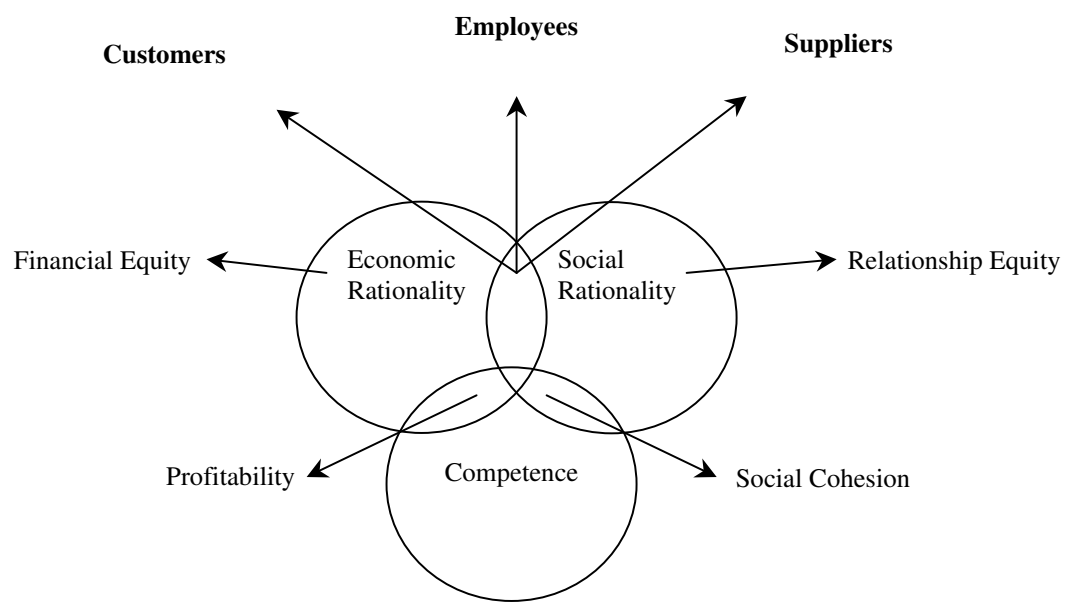 Employees
Customers
Suppliers
Financial Equity
Economic
Rationality
Social
Rationality
Relationship Equity
Profitability
Competence
Social Cohesion